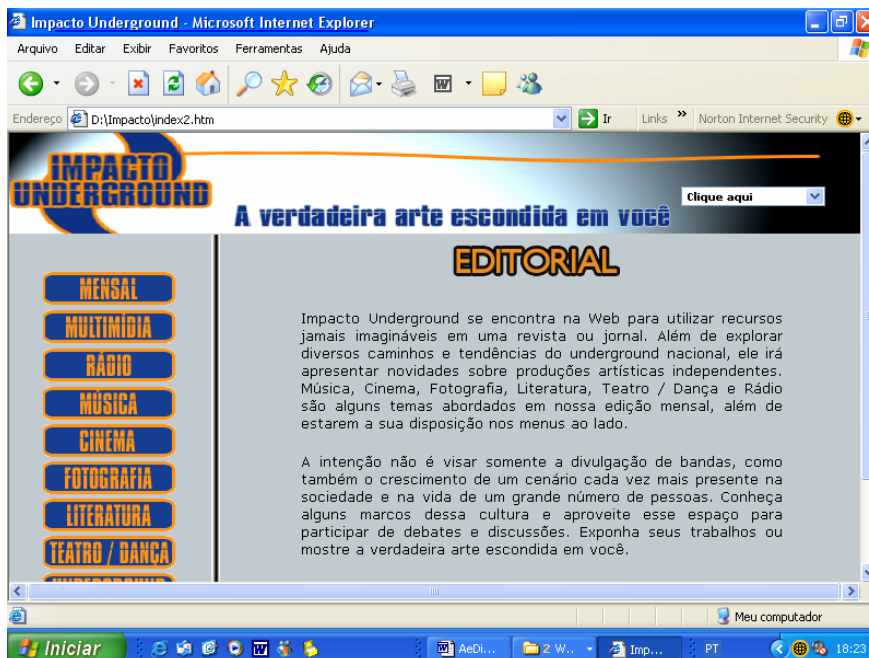 Impacto Underground - Microsoft Internet Explorer
Arquivo Editar Exibir Favoritos Ferramentas Ajuda
Endereço D:\Impacto\index2.htm Ir Links » Norton Internet Security
IMPACTO
UNDERGROUND
Clique aqui
A verdadeira arte escondida em você
EDITORIAL
MENSAL
MULTIMÍDIA
RÁDIO
MÚSICA
CINEMA
FOTOGRAFIA
LITERATURA
TEATRO / DANÇA
UNDERGROUND
Impacto Underground se encontra na Web para utilizar recursos
jamais imagináveis em uma revista ou jornal. Além de explorar
diversos caminhos e tendências do underground nacional, ele irá
apresentar novidades sobre produções artísticas independentes.
Música, Cinema, Fotografia, Literatura, Teatro / Dança e Rádio
são alguns temas abordados em nossa edição mensal, além de
estarem a sua disposição nos menus ao lado.
A intenção não é visar somente a divulgação de bandas, como
também o crescimento de um cenário cada vez mais presente na
sociedade e na vida de um grande número de pessoas. Conheça
alguns marcos dessa cultura e aproveite esse espaço para
participar de debates e discussões. Exponha seus trabalhos ou
mostre a verdadeira arte escondida em você.
Meu computador
Iniciar AeDi... 2 W.. Imp... PT 18:23